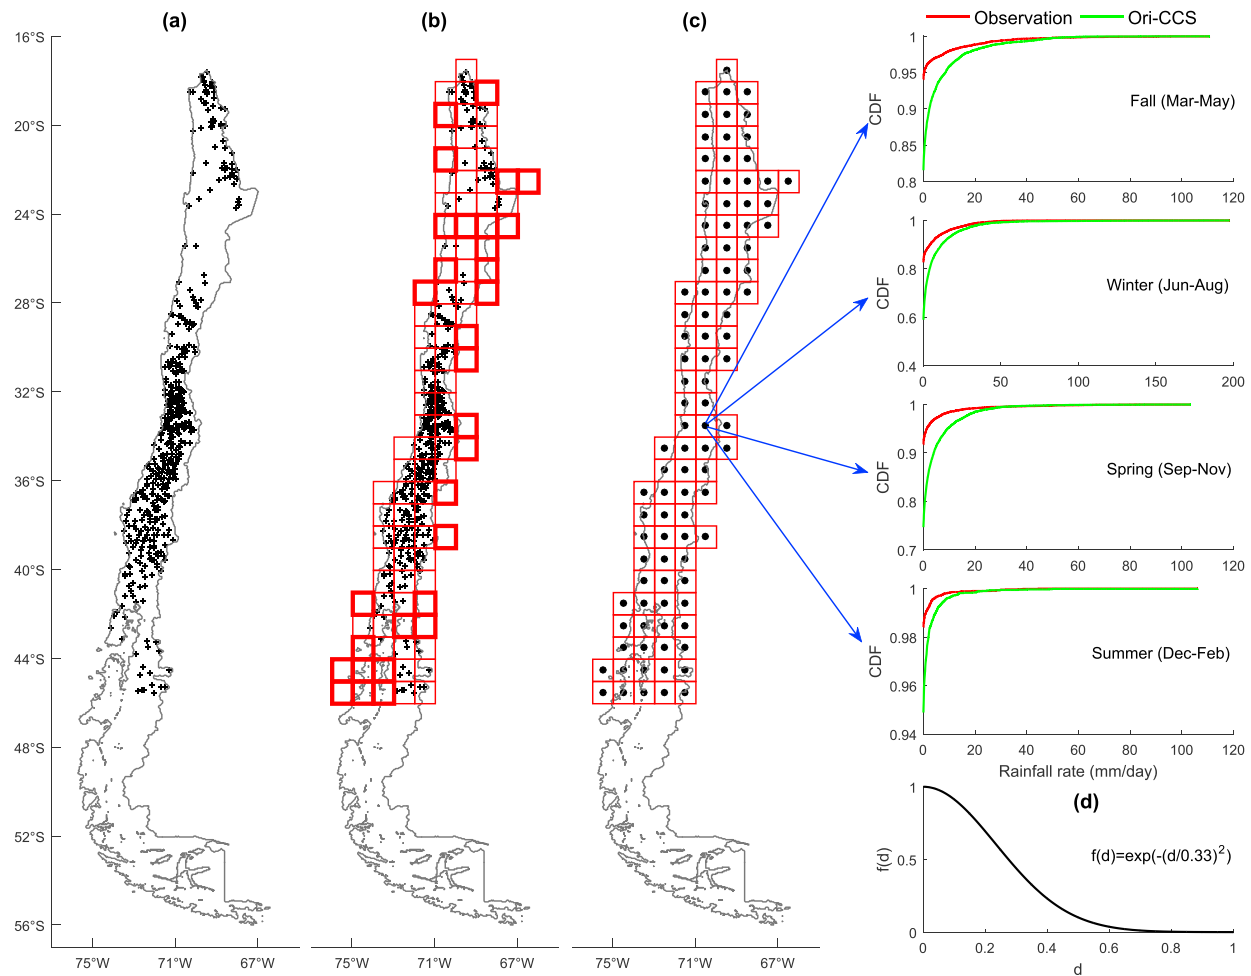 (a)
(b)
(c)
Observation
Ori-CCS
16°S
20°S
24°S
28°S
32°S
36°S
40°S
44°S
48°S
52°S
56°S
75°W
71°W
67°W
75°W
71°W
67°W
75°W
71°W
67°W
1
0.95
0.9
0.85
0.8
CDF
Fall (Mar-May)
0
20
40
60
80
100
120
1
0.8
0.6
0.4
CDF
Winter (Jun-Aug)
0
50
100
150
200
1
0.9
0.8
0.7
CDF
Spring (Sep-Nov)
0
20
40
60
80
100
120
1
0.98
0.96
0.94
CDF
Summer (Dec-Feb)
0
20
40
60
80
100
120
Rainfall rate (mm/day)
(d)
1
0.5
0
f(d)
f(d)=exp(-(d/0.33)²)
0
0.2
0.4
0.6
0.8
1
d